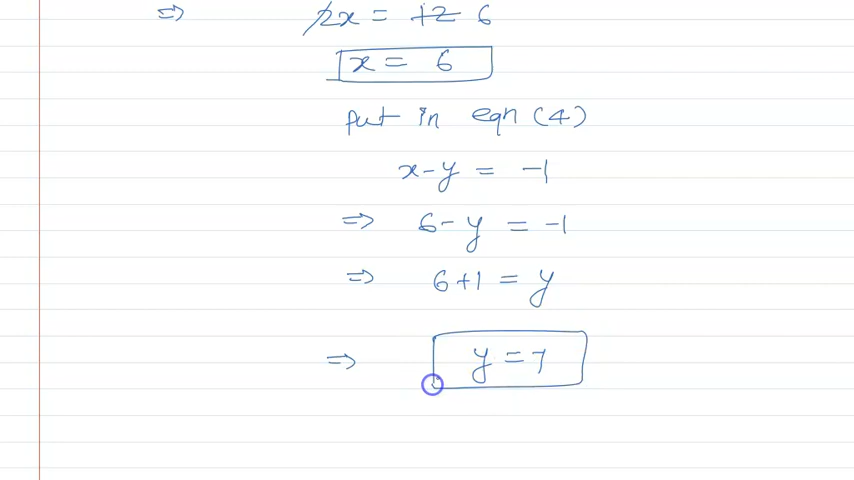 ⇒ 2x = 12 6
x = 6
put in eqn (4)
x - y = -1
⇒ 6 - y = -1
⇒ 6 + 1 = y
⇒ y = 7